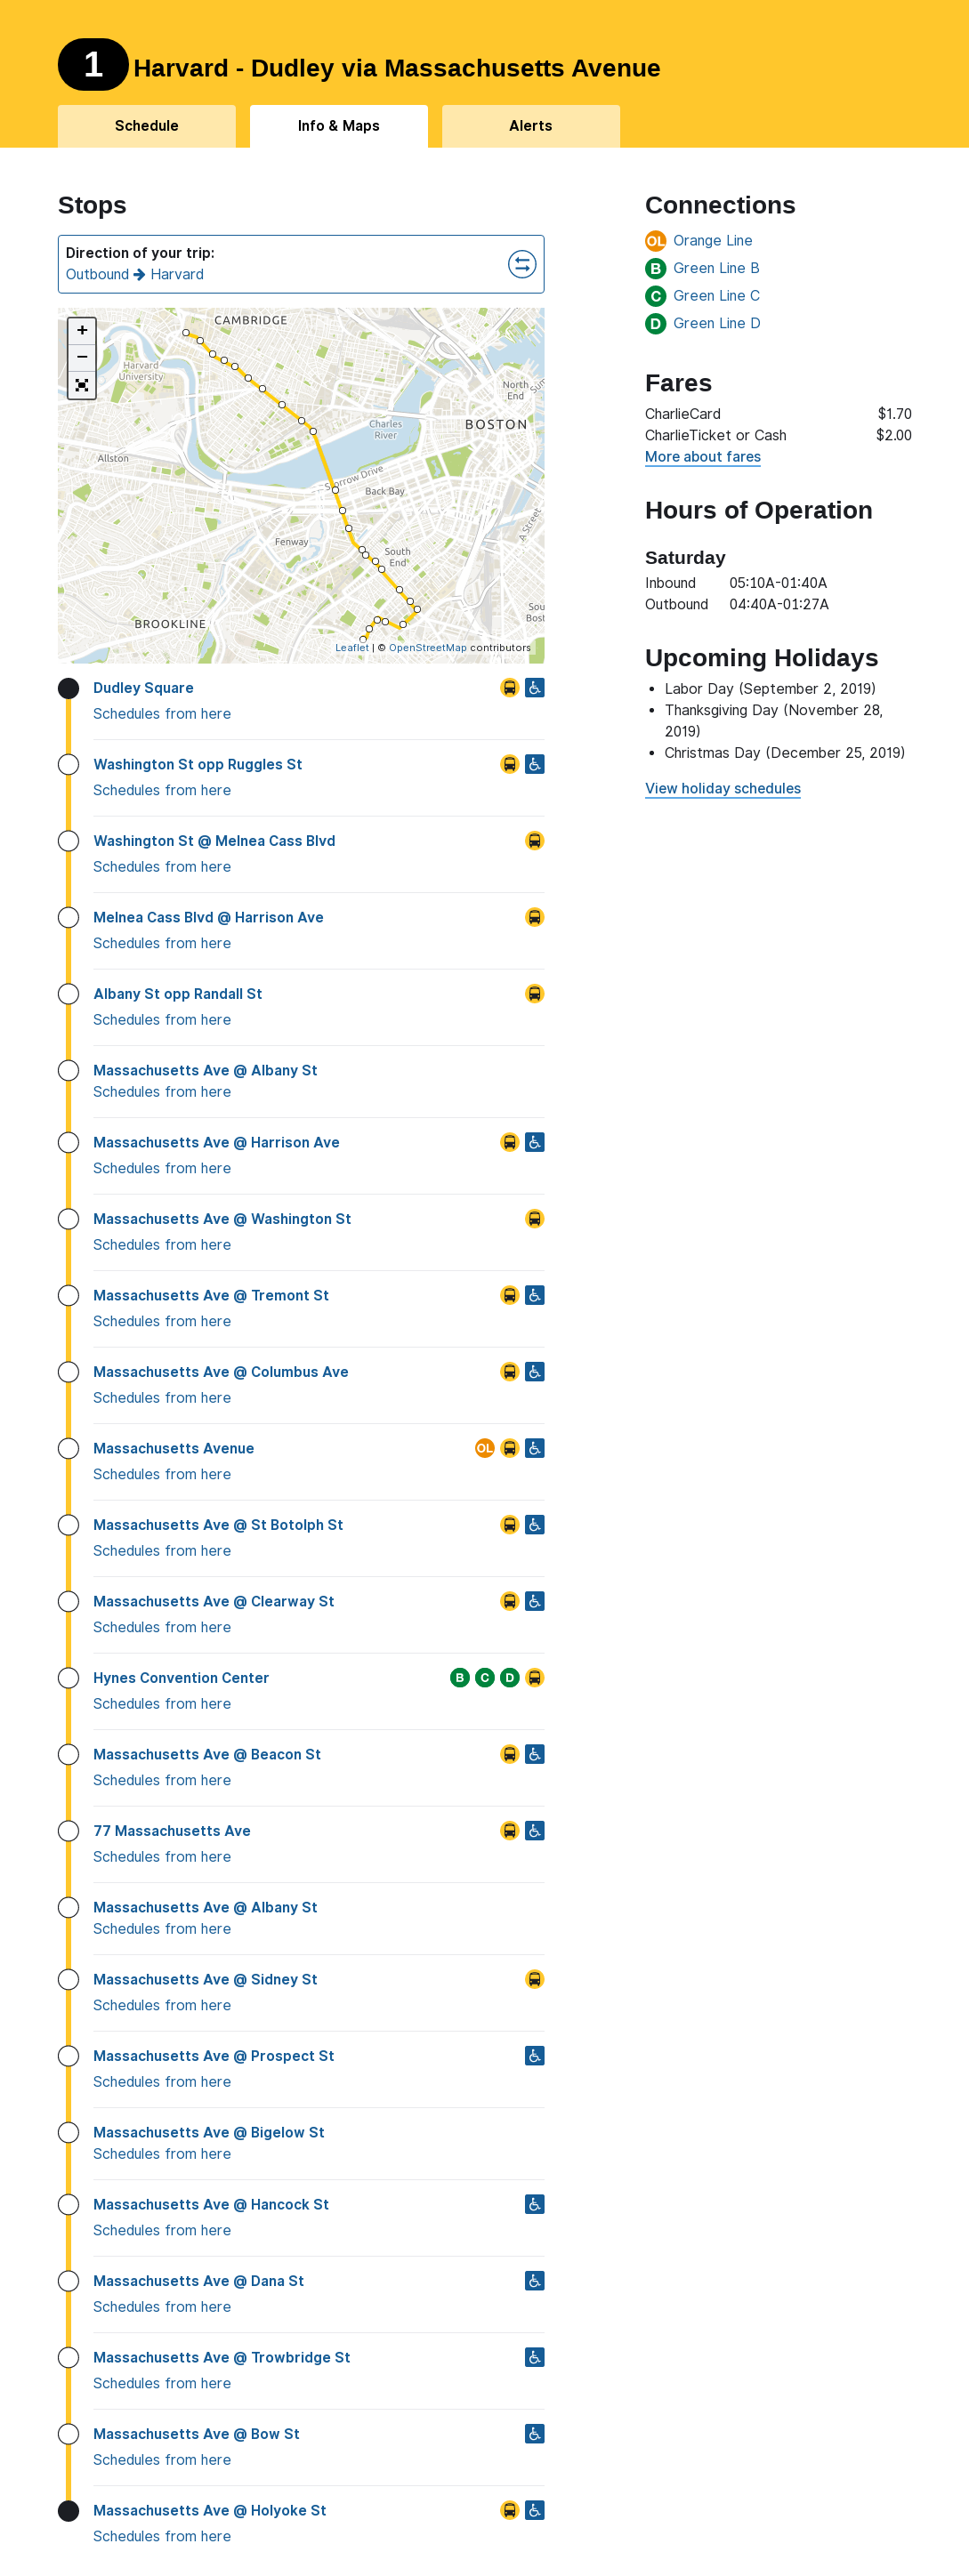 1 Harvard - Dudley via Massachusetts Avenue
Schedule
Info & Maps
Alerts
Stops
Direction of your trip:
Outbound Harvard
+
−
CAMBRIDGE
Harvard
University
North
End
BOSTON
Charles
River
Allston
Back Bay
Fenway
South
End
A Street
BROOKLINE
Leaflet | © OpenStreetMap contributors
Dudley Square
Schedules from here
Washington St opp Ruggles St
Schedules from here
Washington St @ Melnea Cass Blvd
Schedules from here
Melnea Cass Blvd @ Harrison Ave
Schedules from here
Albany St opp Randall St
Schedules from here
Massachusetts Ave @ Albany St
Schedules from here
Massachusetts Ave @ Harrison Ave
Schedules from here
Massachusetts Ave @ Washington St
Schedules from here
Massachusetts Ave @ Tremont St
Schedules from here
Massachusetts Ave @ Columbus Ave
Schedules from here
Massachusetts Avenue OL
Schedules from here
Massachusetts Ave @ St Botolph St
Schedules from here
Massachusetts Ave @ Clearway St
Schedules from here
Hynes Convention Center B C D
Schedules from here
Massachusetts Ave @ Beacon St
Schedules from here
77 Massachusetts Ave
Schedules from here
Massachusetts Ave @ Albany St
Schedules from here
Massachusetts Ave @ Sidney St
Schedules from here
Massachusetts Ave @ Prospect St
Schedules from here
Massachusetts Ave @ Bigelow St
Schedules from here
Massachusetts Ave @ Hancock St
Schedules from here
Massachusetts Ave @ Dana St
Schedules from here
Massachusetts Ave @ Trowbridge St
Schedules from here
Massachusetts Ave @ Bow St
Schedules from here
Massachusetts Ave @ Holyoke St
Schedules from here
Connections
OL Orange Line
B Green Line B
C Green Line C
D Green Line D
Fares
CharlieCard $1.70
CharlieTicket or Cash $2.00
More about fares
Hours of Operation
Saturday
Inbound 05:10A-01:40A
Outbound 04:40A-01:27A
Upcoming Holidays
• Labor Day (September 2, 2019)
• Thanksgiving Day (November 28,
2019)
• Christmas Day (December 25, 2019)
View holiday schedules